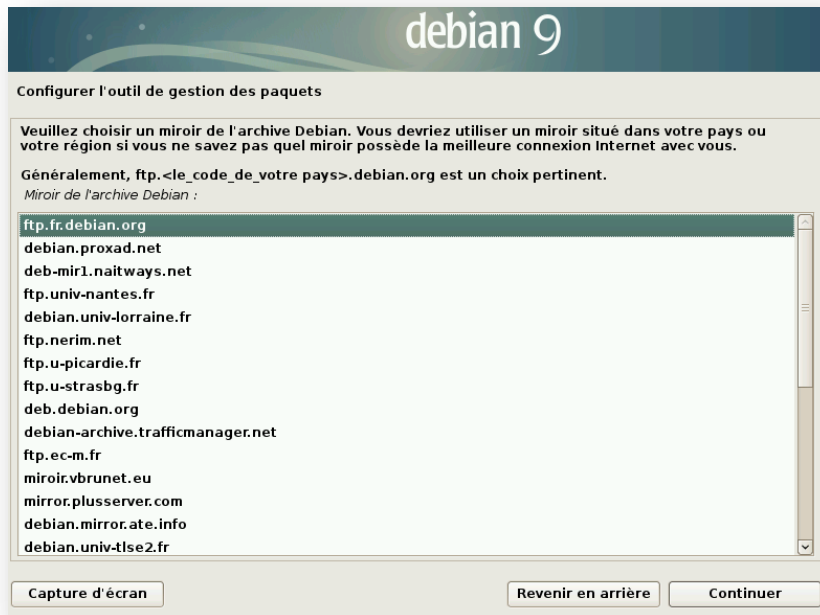 debian 9
Configurer l'outil de gestion des paquets
Veuillez choisir un miroir de l'archive Debian. Vous devriez utiliser un miroir situé dans votre pays ou
votre région si vous ne savez pas quel miroir possède la meilleure connexion Internet avec vous.
Généralement, ftp.<le_code_de_votre pays>.debian.org est un choix pertinent.
Miroir de l'archive Debian :
ftp.fr.debian.org
debian.proxad.net
deb-mir1.naitways.net
ftp.univ-nantes.fr
debian.univ-lorraine.fr
ftp.nerim.net
ftp.u-picardie.fr
ftp.u-strasbg.fr
deb.debian.org
debian-archive.trafficmanager.net
ftp.ec-m.fr
miroir.vbrunet.eu
mirror.plusserver.com
debian.mirror.ate.info
debian.univ-tlse2.fr
Capture d'écran
Revenir en arrière
Continuer